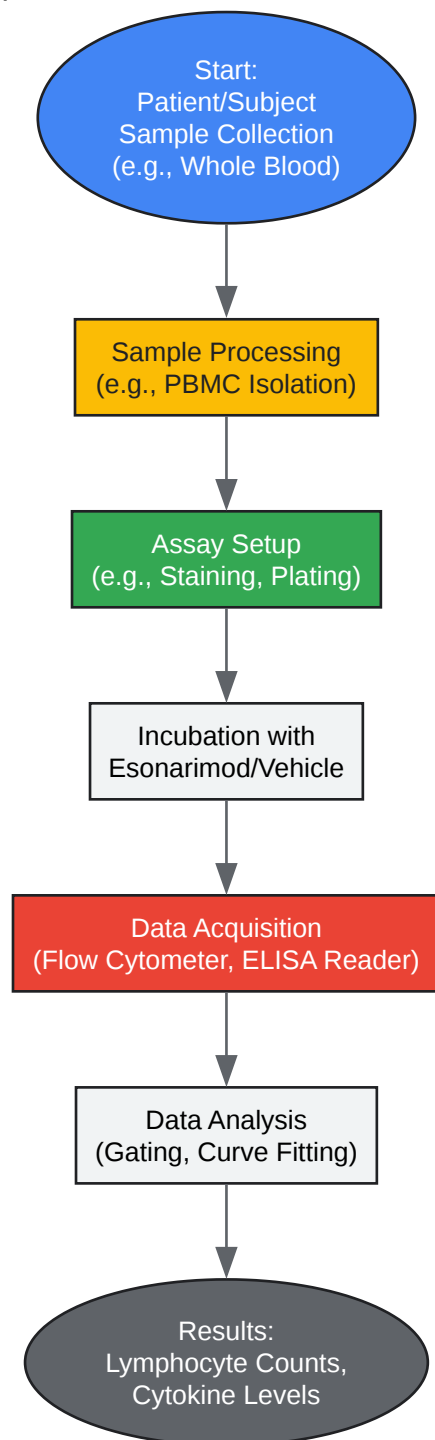 Start:
Patient/Subject
Sample Collection
(e.g., Whole Blood)
Sample Processing
(e.g., PBMC Isolation)
Assay Setup
(e.g., Staining, Plating)
Incubation with
Esonarimod/Vehicle
Data Acquisition
(Flow Cytometer, ELISA Reader)
Data Analysis
(Gating, Curve Fitting)
Results:
Lymphocyte Counts,
Cytokine Levels